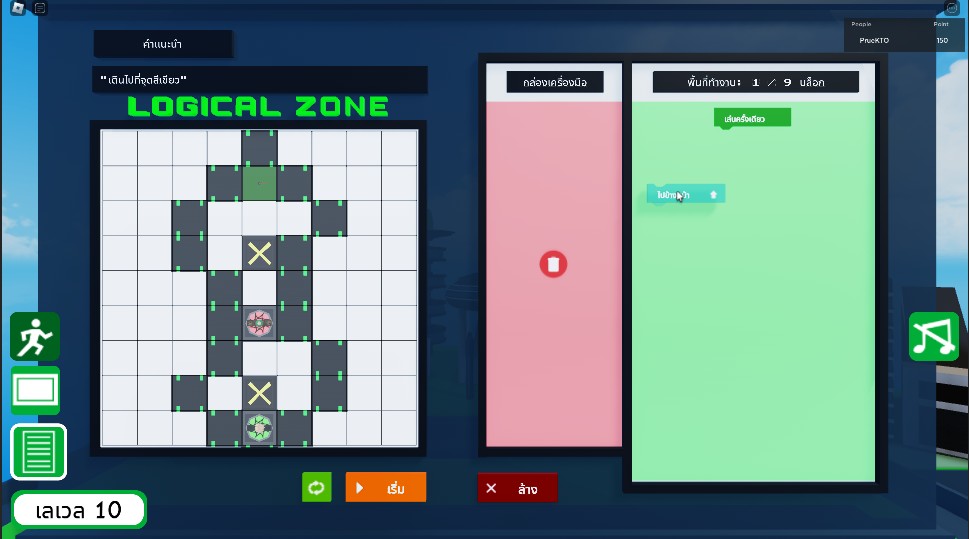 People
Point
PrueKTO
150
คำแนะนำ
"เดินไปที่จุดสีเขียว"
LOGICAL ZONE
กล่องเครื่องมือ
พื้นที่ทำงาน: 1 / 9 บล็อก
เล่นครั้งเดียว
เริ่ม
ล้าง
เลเวล 10